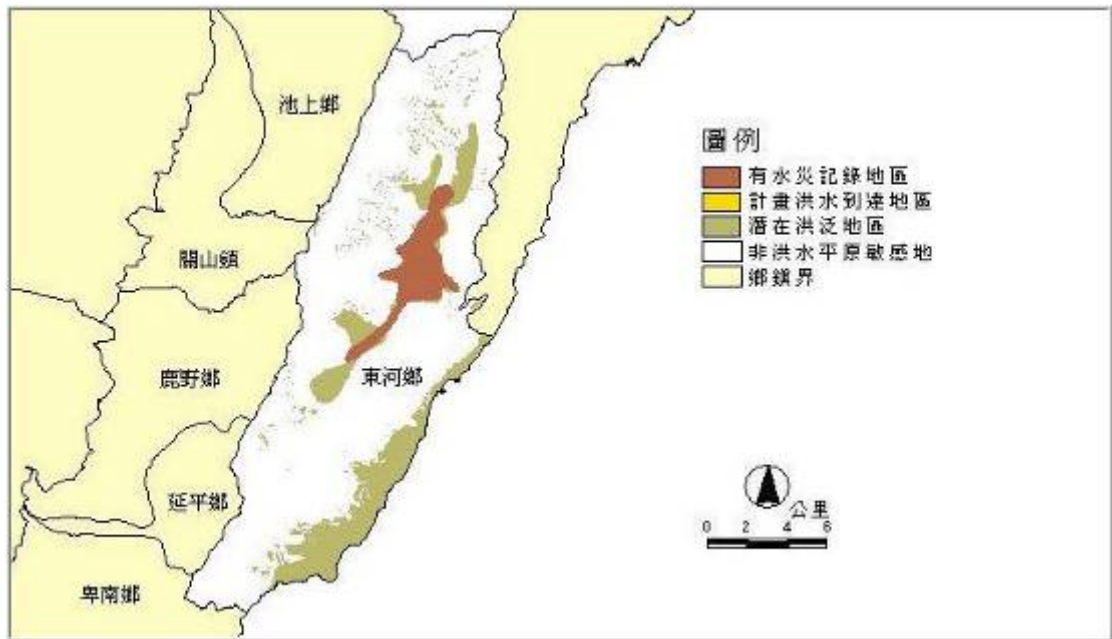 池上鄉
關山鎮
鹿野鄉
延平鄉
卑南鄉
東河鄉
圖例
有水災記錄地區
計畫洪水到達地區
潛在洪泛地區
非洪水平原敏感地
鄉鎮界
公里
0 2 4 6